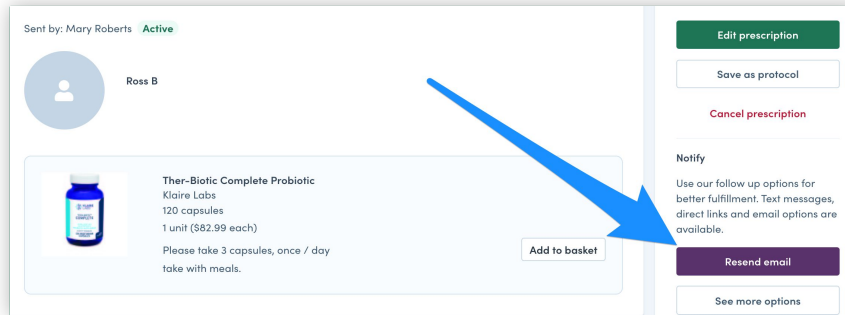 Sent by: Mary Roberts Active
Ross B
Ther-Biotic Complete Probiotic
Klaire Labs
120 capsules
1 unit ($82.99 each)
Please take 3 capsules, once / day
take with meals.
Add to basket
Edit prescription
Save as protocol
Cancel prescription
Notify
Use our follow up options for
better fulfillment. Text messages,
direct links and email options are
available.
Resend email
See more options